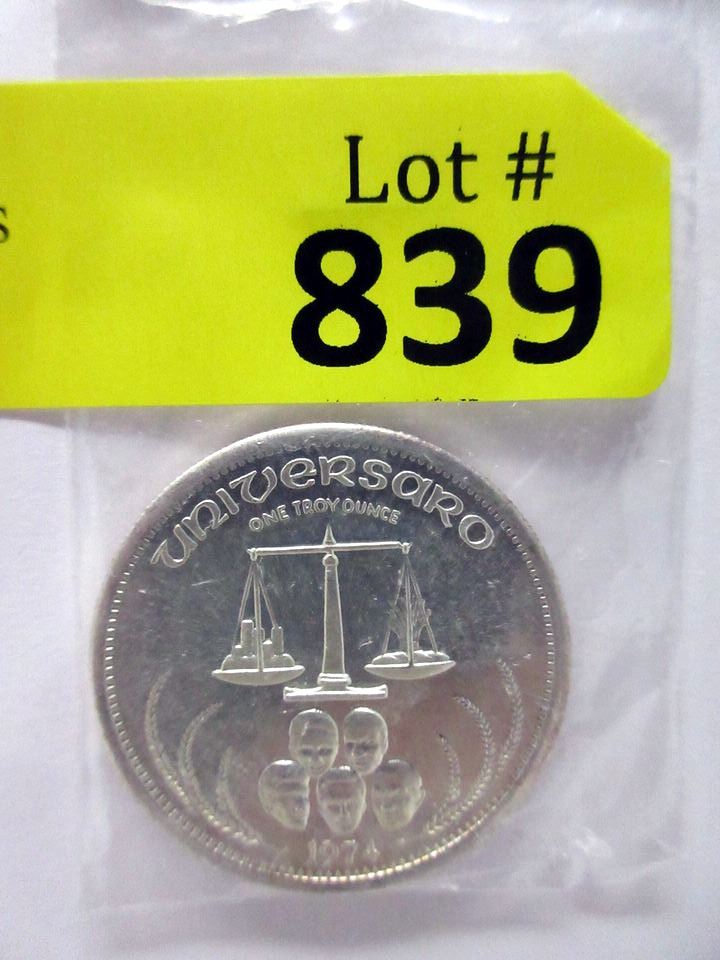 Lot #
839
UNIVERSARO
ONE TROY OUNCE
1974